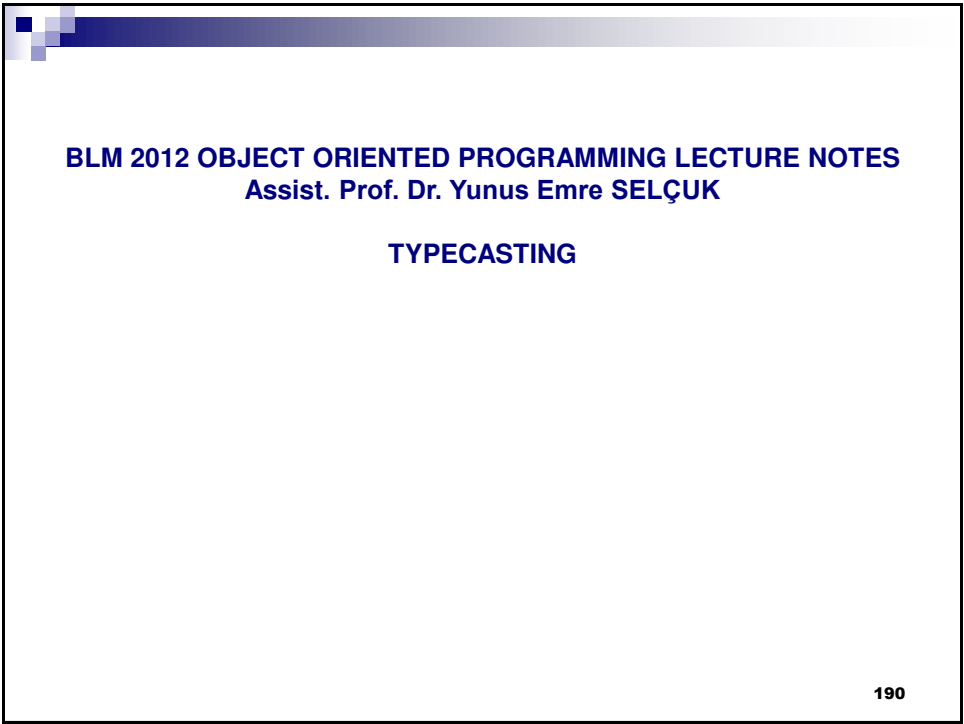 BLM 2012 OBJECT ORIENTED PROGRAMMING LECTURE NOTES
Assist. Prof. Dr. Yunus Emre SELÇUK
TYPECASTING
190